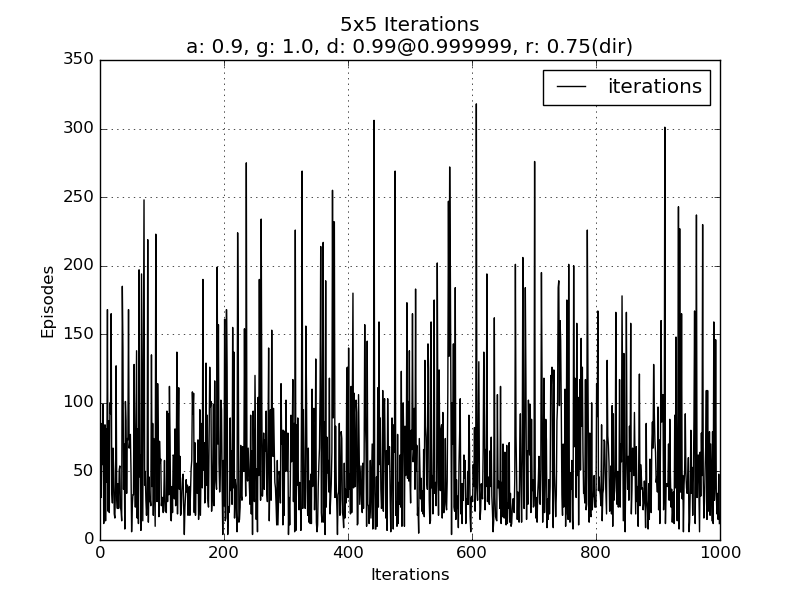 5x5 Iterations
a: 0.9, g: 1.0, d: 0.99@0.999999, r: 0.75(dir)
350
300
250
200
150
100
50
0
Episodes
iterations
0 200 400 600 800 1000
Iterations